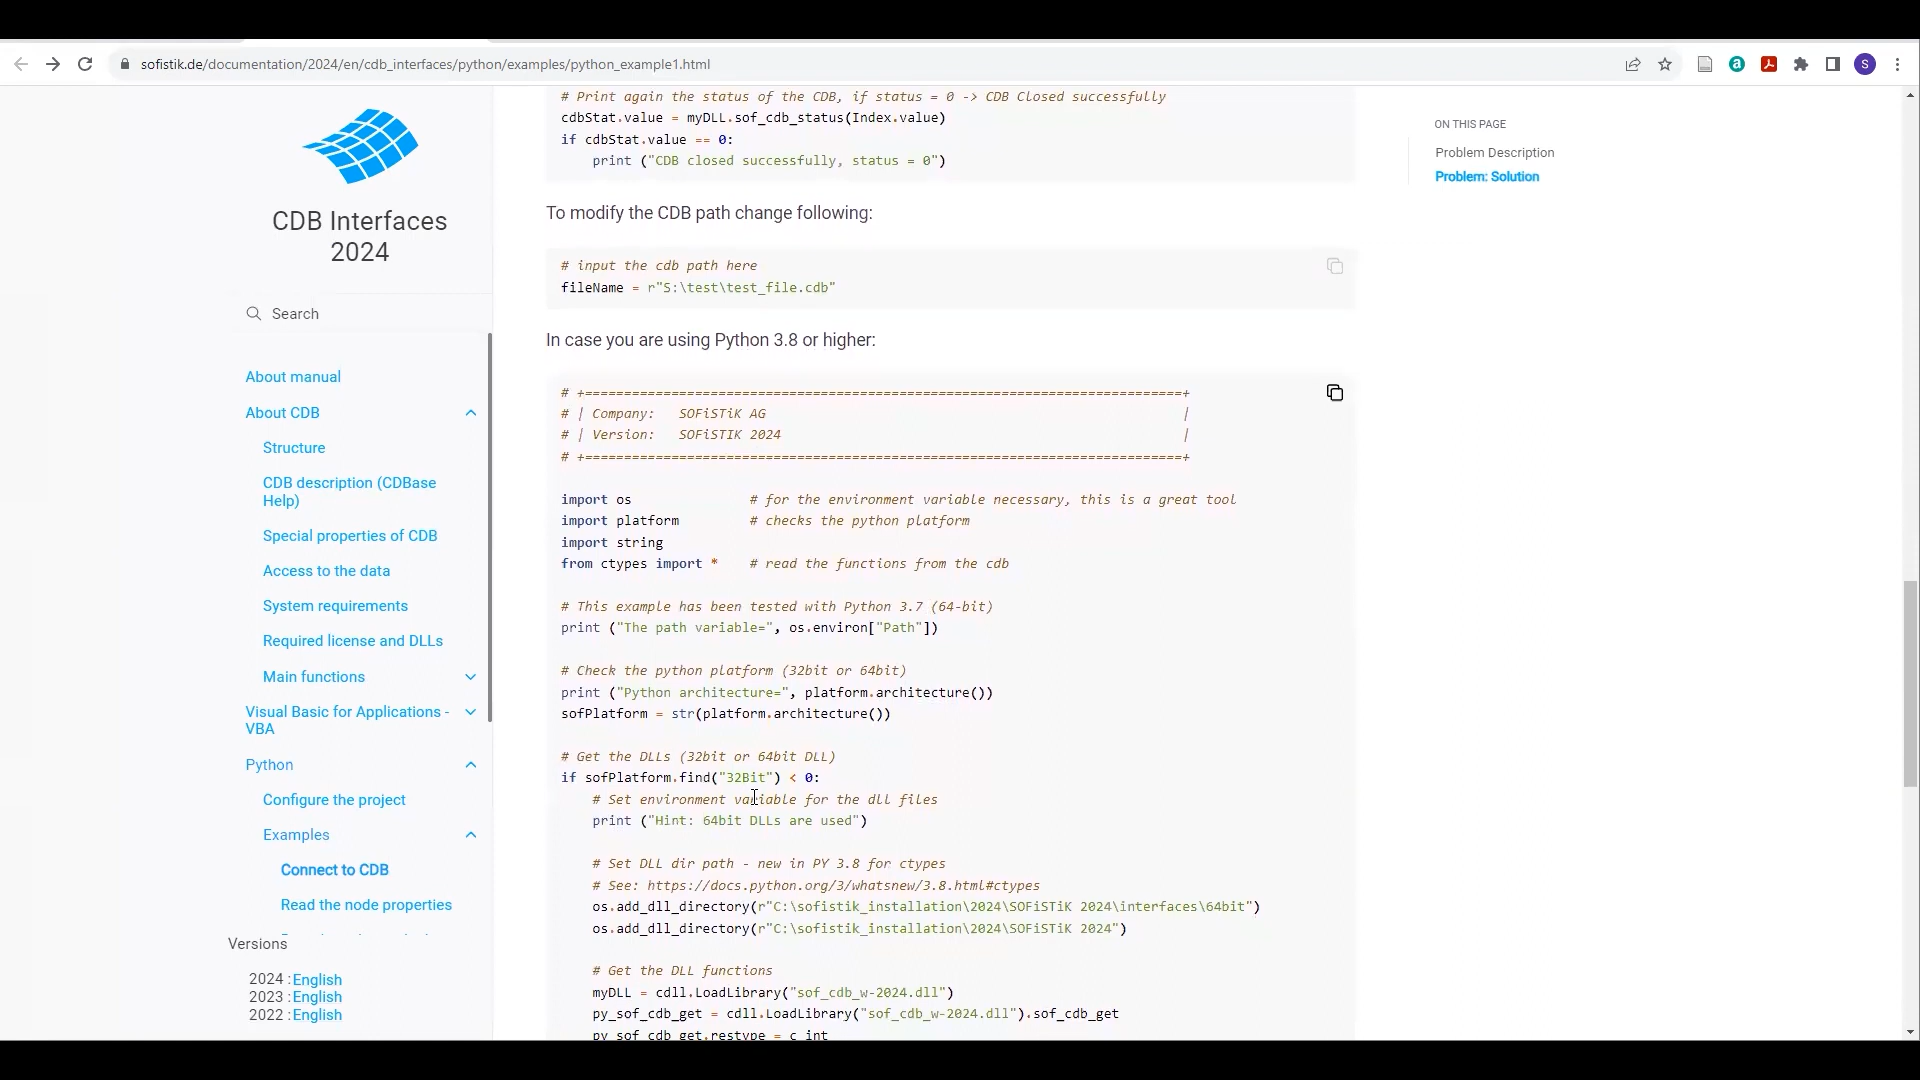 sofistik.de/documentation/2024/en/cdb_interfaces/python/examples/python_example1.html
S
CDB Interfaces
2024
Search
About manual
About CDB
Structure
CDB description (CDBase
Help)
Special properties of CDB
Access to the data
System requirements
Required license and DLLs
Main functions
Visual Basic for Applications -
VBA
Python
Configure the project
Examples
Connect to CDB
Read the node properties
Versions
2024 : English
2023 : English
2022 : English
# Print again the status of the CDB, if status = 0 -> CDB Closed successfully
cdbStat.value = myDLL.sof_cdb_status(Index.value)
if cdbStat.value == 0:
    print ("CDB closed successfully, status = 0")
To modify the CDB path change following:
# input the cdb path here
fileName = r"S:\test\test_file.cdb"
In case you are using Python 3.8 or higher:
# +============================================================================+
# | Company:   SOFiSTiK AG                                                     |
# | Version:   SOFiSTIK 2024                                                   |
# +============================================================================+
import os               # for the environment variable necessary, this is a great tool
import platform         # checks the python platform
import string
from ctypes import *    # read the functions from the cdb
# This example has been tested with Python 3.7 (64-bit)
print ("The path variable=", os.environ["Path"])
# Check the python platform (32bit or 64bit)
print ("Python architecture=", platform.architecture())
sofPlatform = str(platform.architecture())
# Get the DLLs (32bit or 64bit DLL)
if sofPlatform.find("32Bit") < 0:
    # Set environment variable for the dll files
    print ("Hint: 64bit DLLs are used")
    # Set DLL dir path - new in PY 3.8 for ctypes
    # See: https://docs.python.org/3/whatsnew/3.8.html#ctypes
    os.add_dll_directory(r"C:\sofistik_installation\2024\SOFiSTiK 2024\interfaces\64bit")
    os.add_dll_directory(r"C:\sofistik_installation\2024\SOFiSTiK 2024")
    # Get the DLL functions
    myDLL = cdll.LoadLibrary("sof_cdb_w-2024.dll")
    py_sof_cdb_get = cdll.LoadLibrary("sof_cdb_w-2024.dll").sof_cdb_get
    py_sof_cdb_get.restype = c_int
ON THIS PAGE
Problem Description
Problem: Solution